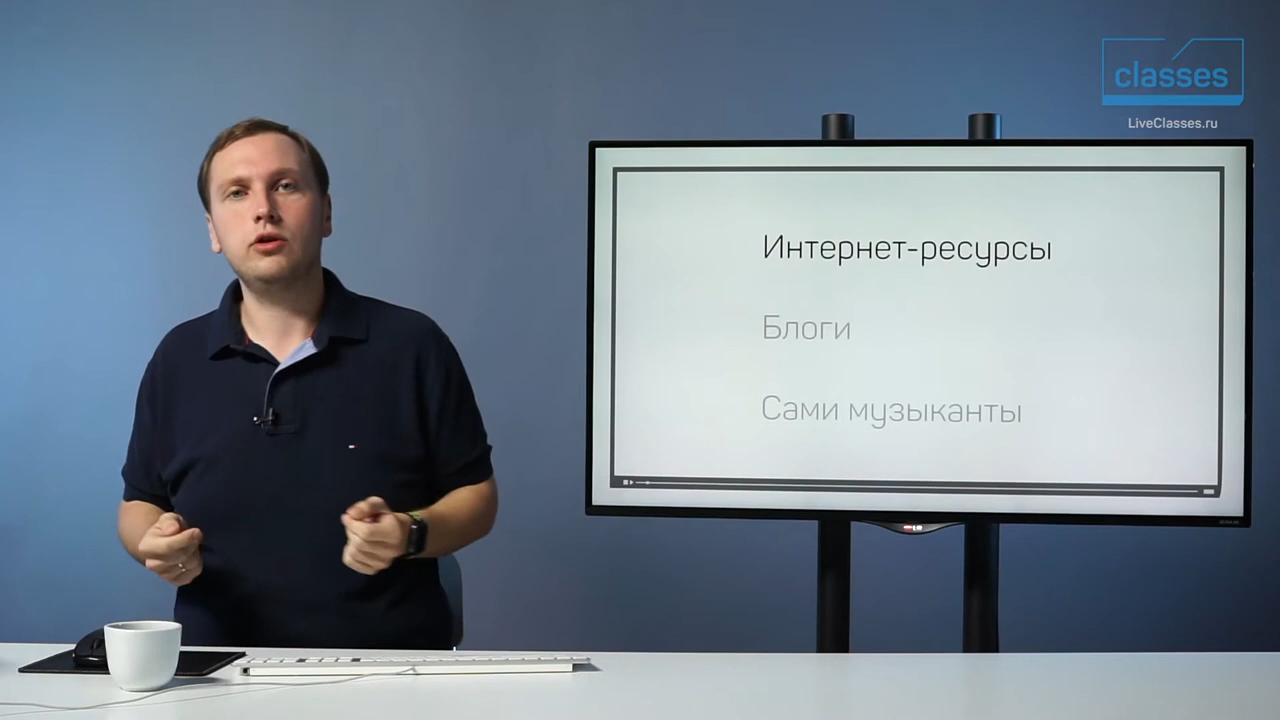 classes
LiveClasses.ru
Интернет-ресурсы
Блоги
Сами музыканты